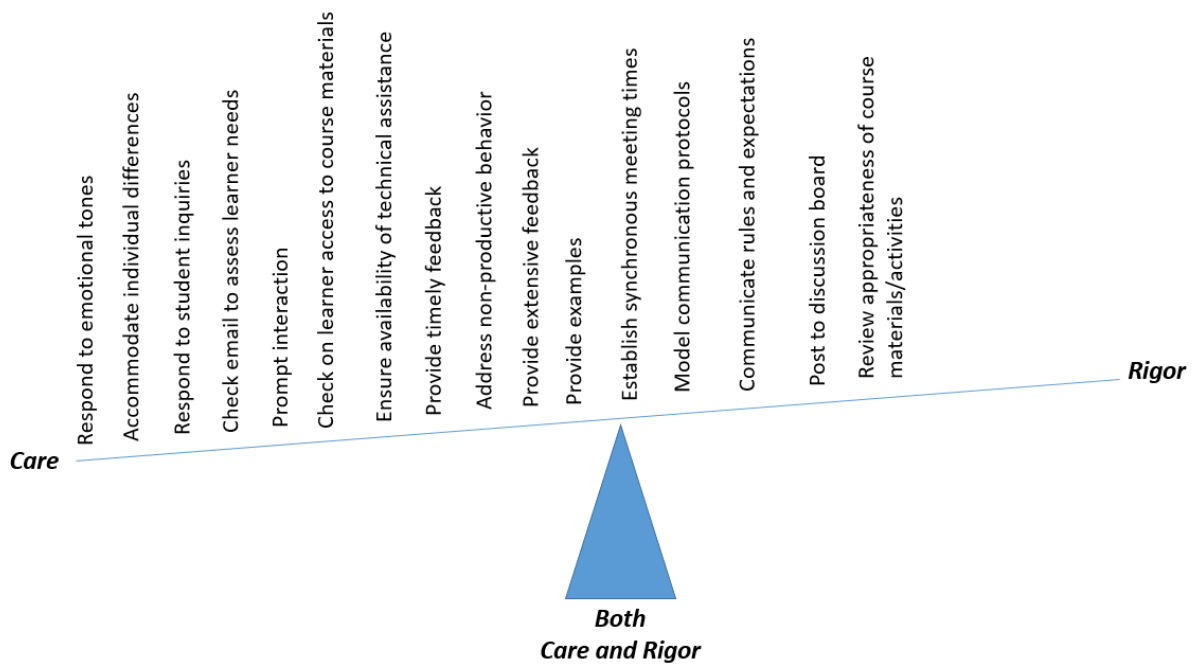 Respond to emotional tones
Accommodate individual differences
Respond to student inquiries
Check email to assess learner needs
Prompt interaction
Check on learner access to course materials
Ensure availability of technical assistance
Provide timely feedback
Address non-productive behavior
Provide extensive feedback
Provide examples
Establish synchronous meeting times
Model communication protocols
Communicate rules and expectations
Post to discussion board
Review appropriateness of course
materials/activities
Rigor
Care
Both
Care and Rigor